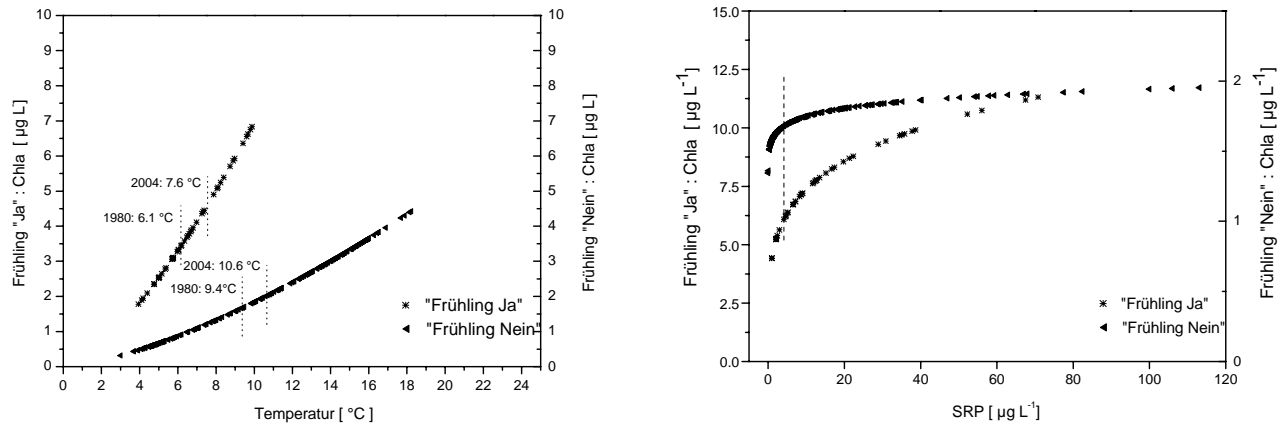 10
9
8
7
6
5
4
3
2
1
0
Frühling "Ja" : Chla [ µg L]
10
9
8
7
6
5
4
3
2
1
0
Frühling "Nein" : Chla [ µg L]
2004: 7.6 °C
1980: 6.1 °C
2004: 10.6 °C
1980: 9.4°C
"Frühling Ja"
"Frühling Nein"
0 2 4 6 8 10 12 14 16 18 20 22 24
Temperatur [ °C]
15.0
12.5
10.0
7.5
5.0
2.5
0.0
Frühling "Ja" : Chla [ µg L-1]
2
1
0
Frühling "Nein" : Chla [ µg L-1]
"Frühling Ja"
"Frühling Nein"
0 20 40 60 80 100 120
SRP [ µg L-1]